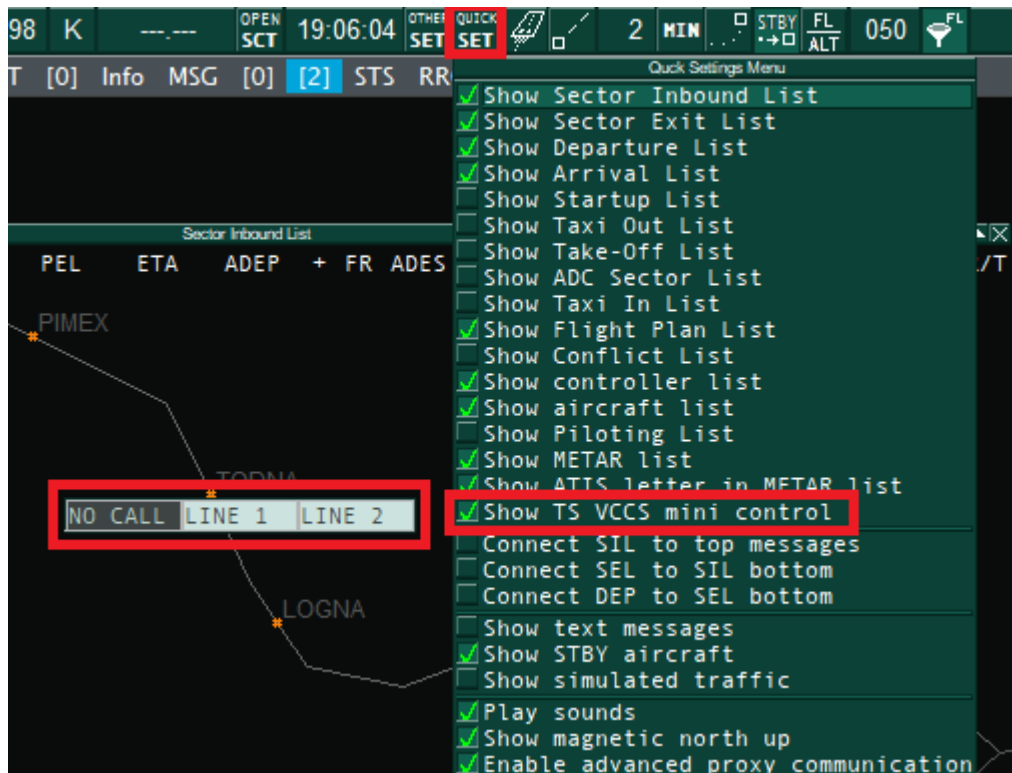 98 K ---.--- OPEN SCT 19:06:04 OTHER SET QUICK SET 2 MIN STBY FL ALT 050 FL
T [0] Info MSG [0] [2] STS
Quck Settings Menu
Show Sector Inbound List
Show Sector Exit List
Show Departure List
Show Arrival List
Show Startup List
Show Taxi Out List
Show Take-Off List
Show ADC Sector List
Show Taxi In List
Show Flight Plan List
Show Conflict List
Show controller list
Show aircraft list
Show Piloting List
Show METAR list
Show ATIS letter in METAR list
Show TS VCCS mini control
Connect SIL to top messages
Connect SEL to SIL bottom
Connect DEP to SEL bottom
Show text messages
Show STBY aircraft
Show simulated traffic
Play sounds
Show magnetic north up
Enable advanced proxy communication
Sector Inbound List
PEL ETA ADEP + FR ADES /T
PIMEX
NO CALL LINE 1 LINE 2
LOGNA